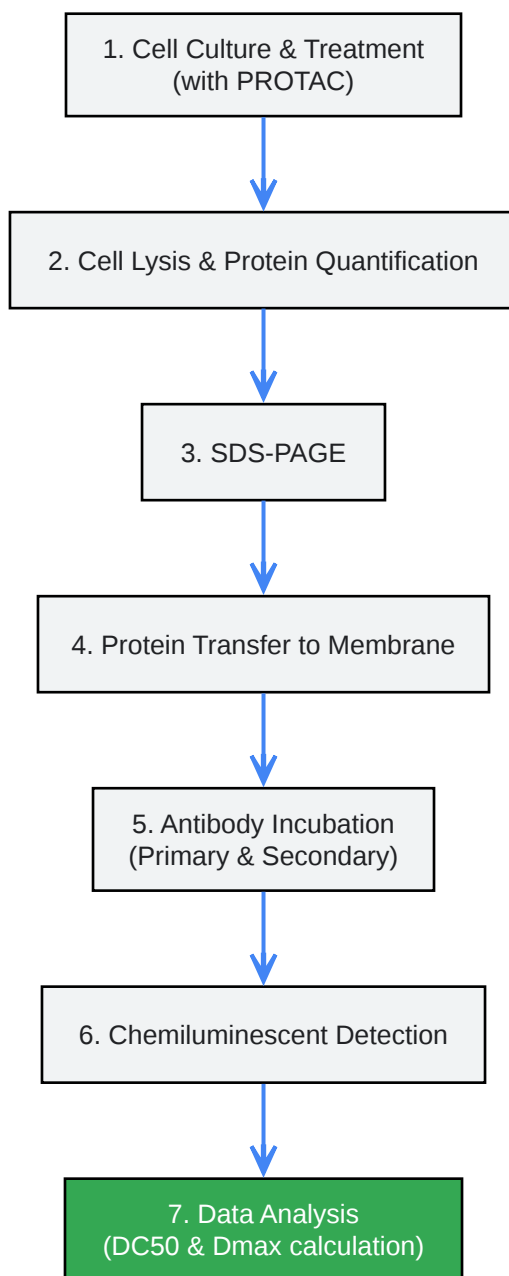 1. Cell Culture & Treatment
(with PROTAC)
2. Cell Lysis & Protein Quantification
3. SDS-PAGE
4. Protein Transfer to Membrane
5. Antibody Incubation
(Primary & Secondary)
6. Chemiluminescent Detection
7. Data Analysis
(DC50 & Dmax calculation)